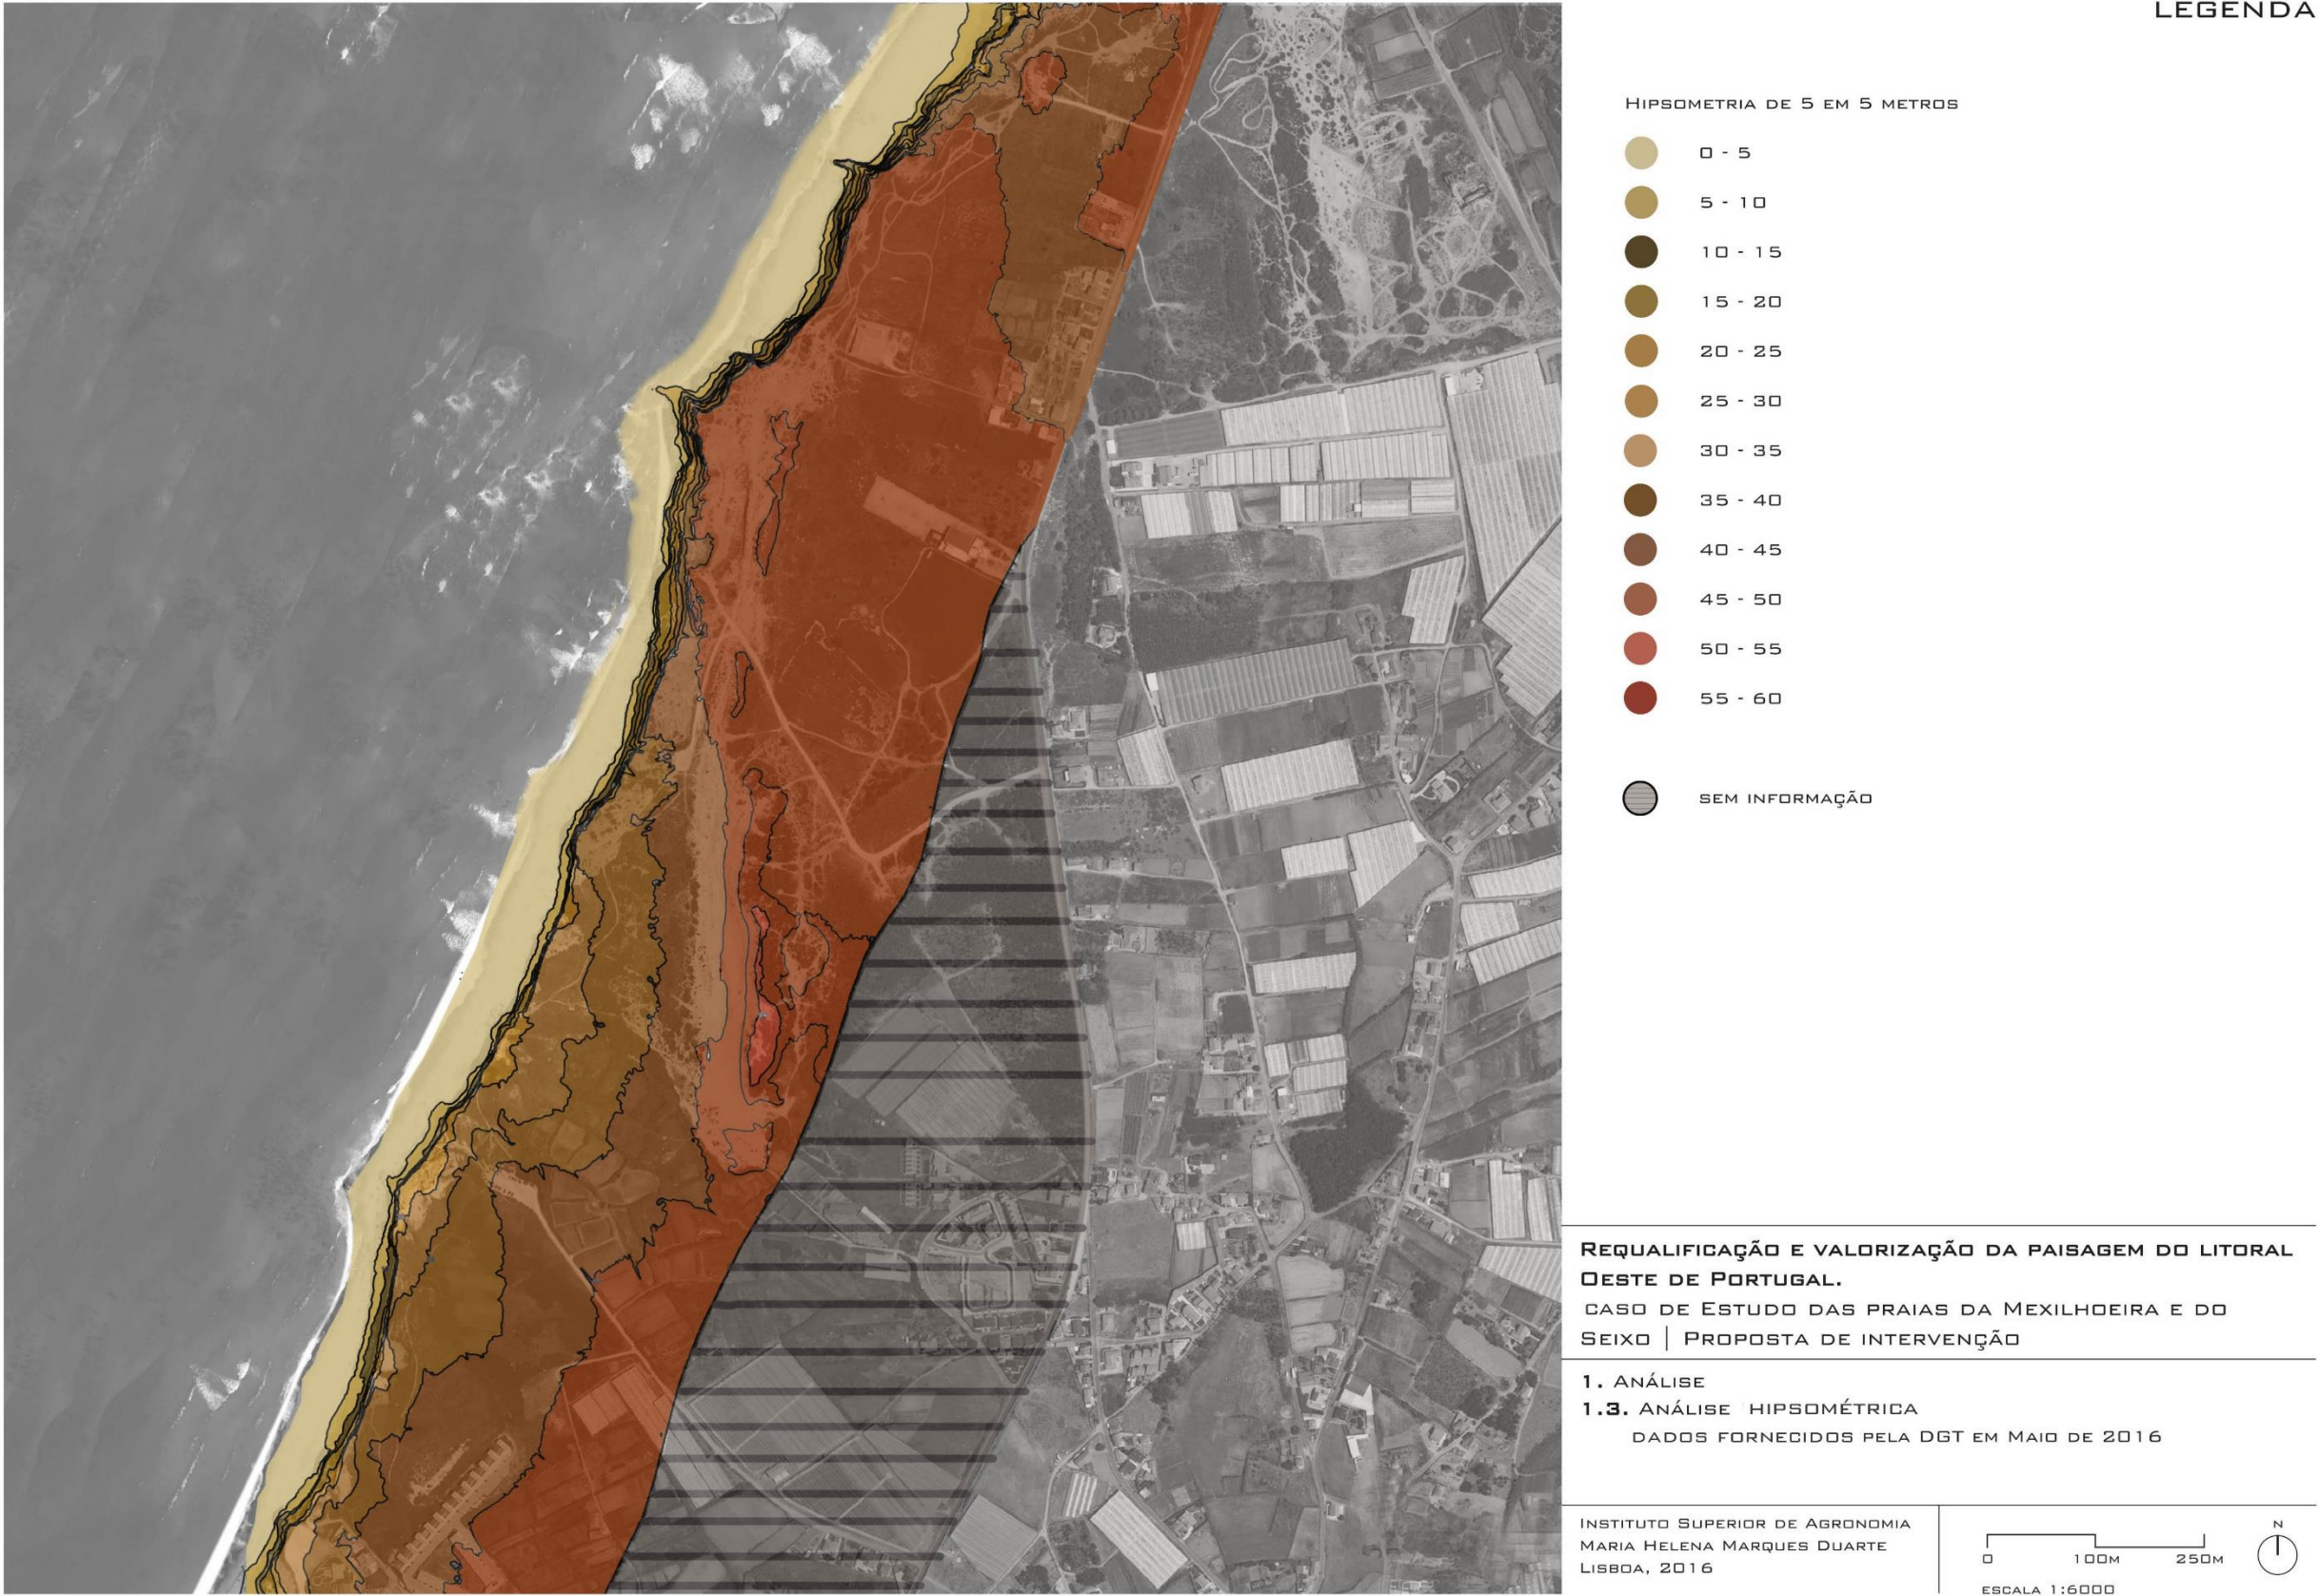 LEGENDA
HIPSOMETRIA DE 5 EM 5 METROS
0 - 5
5 - 10
10 - 15
15 - 20
20 - 25
25 - 30
30 - 35
35 - 40
40 - 45
45 - 50
50 - 55
55 - 60
SEM INFORMAÇÃO
REQUALIFICAÇÃO E VALORIZAÇÃO DA PAISAGEM DO LITORAL
OESTE DE PORTUGAL.
CASO DE ESTUDO DAS PRAIAS DA MEXILHOEIRA E DO
SEIXO | PROPOSTA DE INTERVENÇÃO
1. ANÁLISE
1.3. ANÁLISE HIPSOMÉTRICA
DADOS FORNECIDOS PELA DGT EM MAIO DE 2016
INSTITUTO SUPERIOR DE AGRONOMIA
MARIA HELENA MARQUES DUARTE
LISBOA, 2016
N
0 100M 250M
ESCALA 1:6000